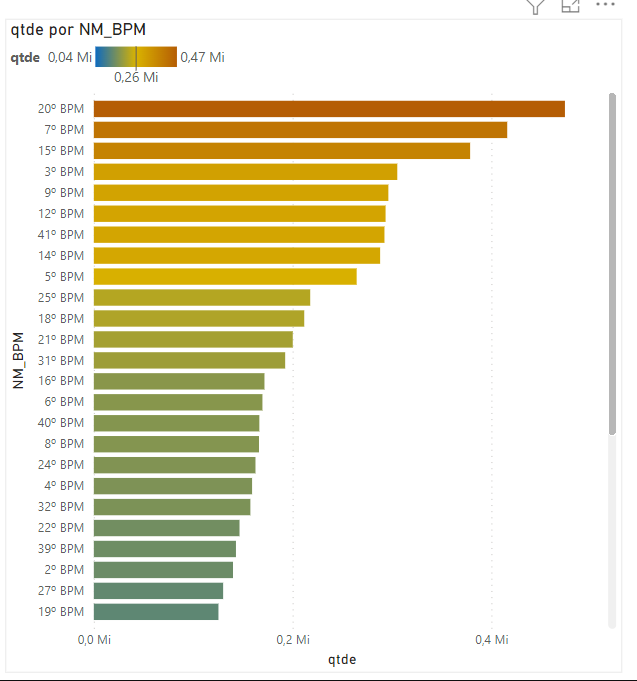 qtde por NM_BPM
qtde 0,04 Mi 0,47 Mi
0,26 Mi
20º BPM
7º BPM
15º BPM
3º BPM
9º BPM
12º BPM
41º BPM
14º BPM
5º BPM
25º BPM
18º BPM
21º BPM
31º BPM
16º BPM
6º BPM
40º BPM
8º BPM
24º BPM
4º BPM
32º BPM
22º BPM
39º BPM
2º BPM
27º BPM
19º BPM
NM_BPM
0,0 Mi 0,2 Mi 0,4 Mi
qtde